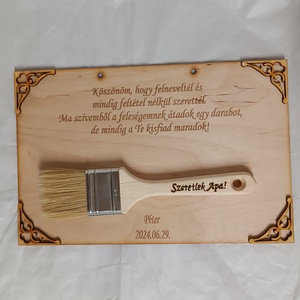 Köszönöm, hogy felneveltél és
mindig feltétel nélkül szerettél.
Ma szívemből a feleségemnek átadok egy darabot,
de mindig a Te kisfiad maradok!
Szeretlek Apa!
Péter
2024.06.29.